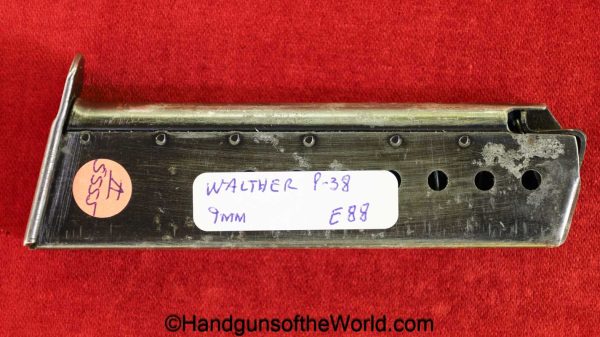 WALTHER P-38
9MM E88
©HandgunsoftheWorld.com